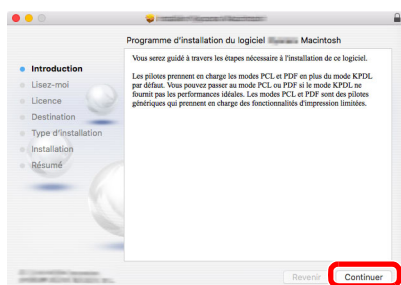 Programme d'installation du logiciel Macintosh
Introduction
Lisez-moi
Licence
Destination
Type d'installation
Installation
Résumé
Vous serez guidé à travers les étapes nécessaire à l'installation de ce logiciel.
Les pilotes prennent en charge les modes PCL et PDF en plus du mode KPDL
par défaut. Vous pouvez passer au mode PCL ou PDF si le mode KPDL ne
fournit pas les performances idéales. Les modes PCL et PDF sont des pilotes
génériques qui prennent en charge des fonctionnalités d'impression limitées.
Revenir
Continuer